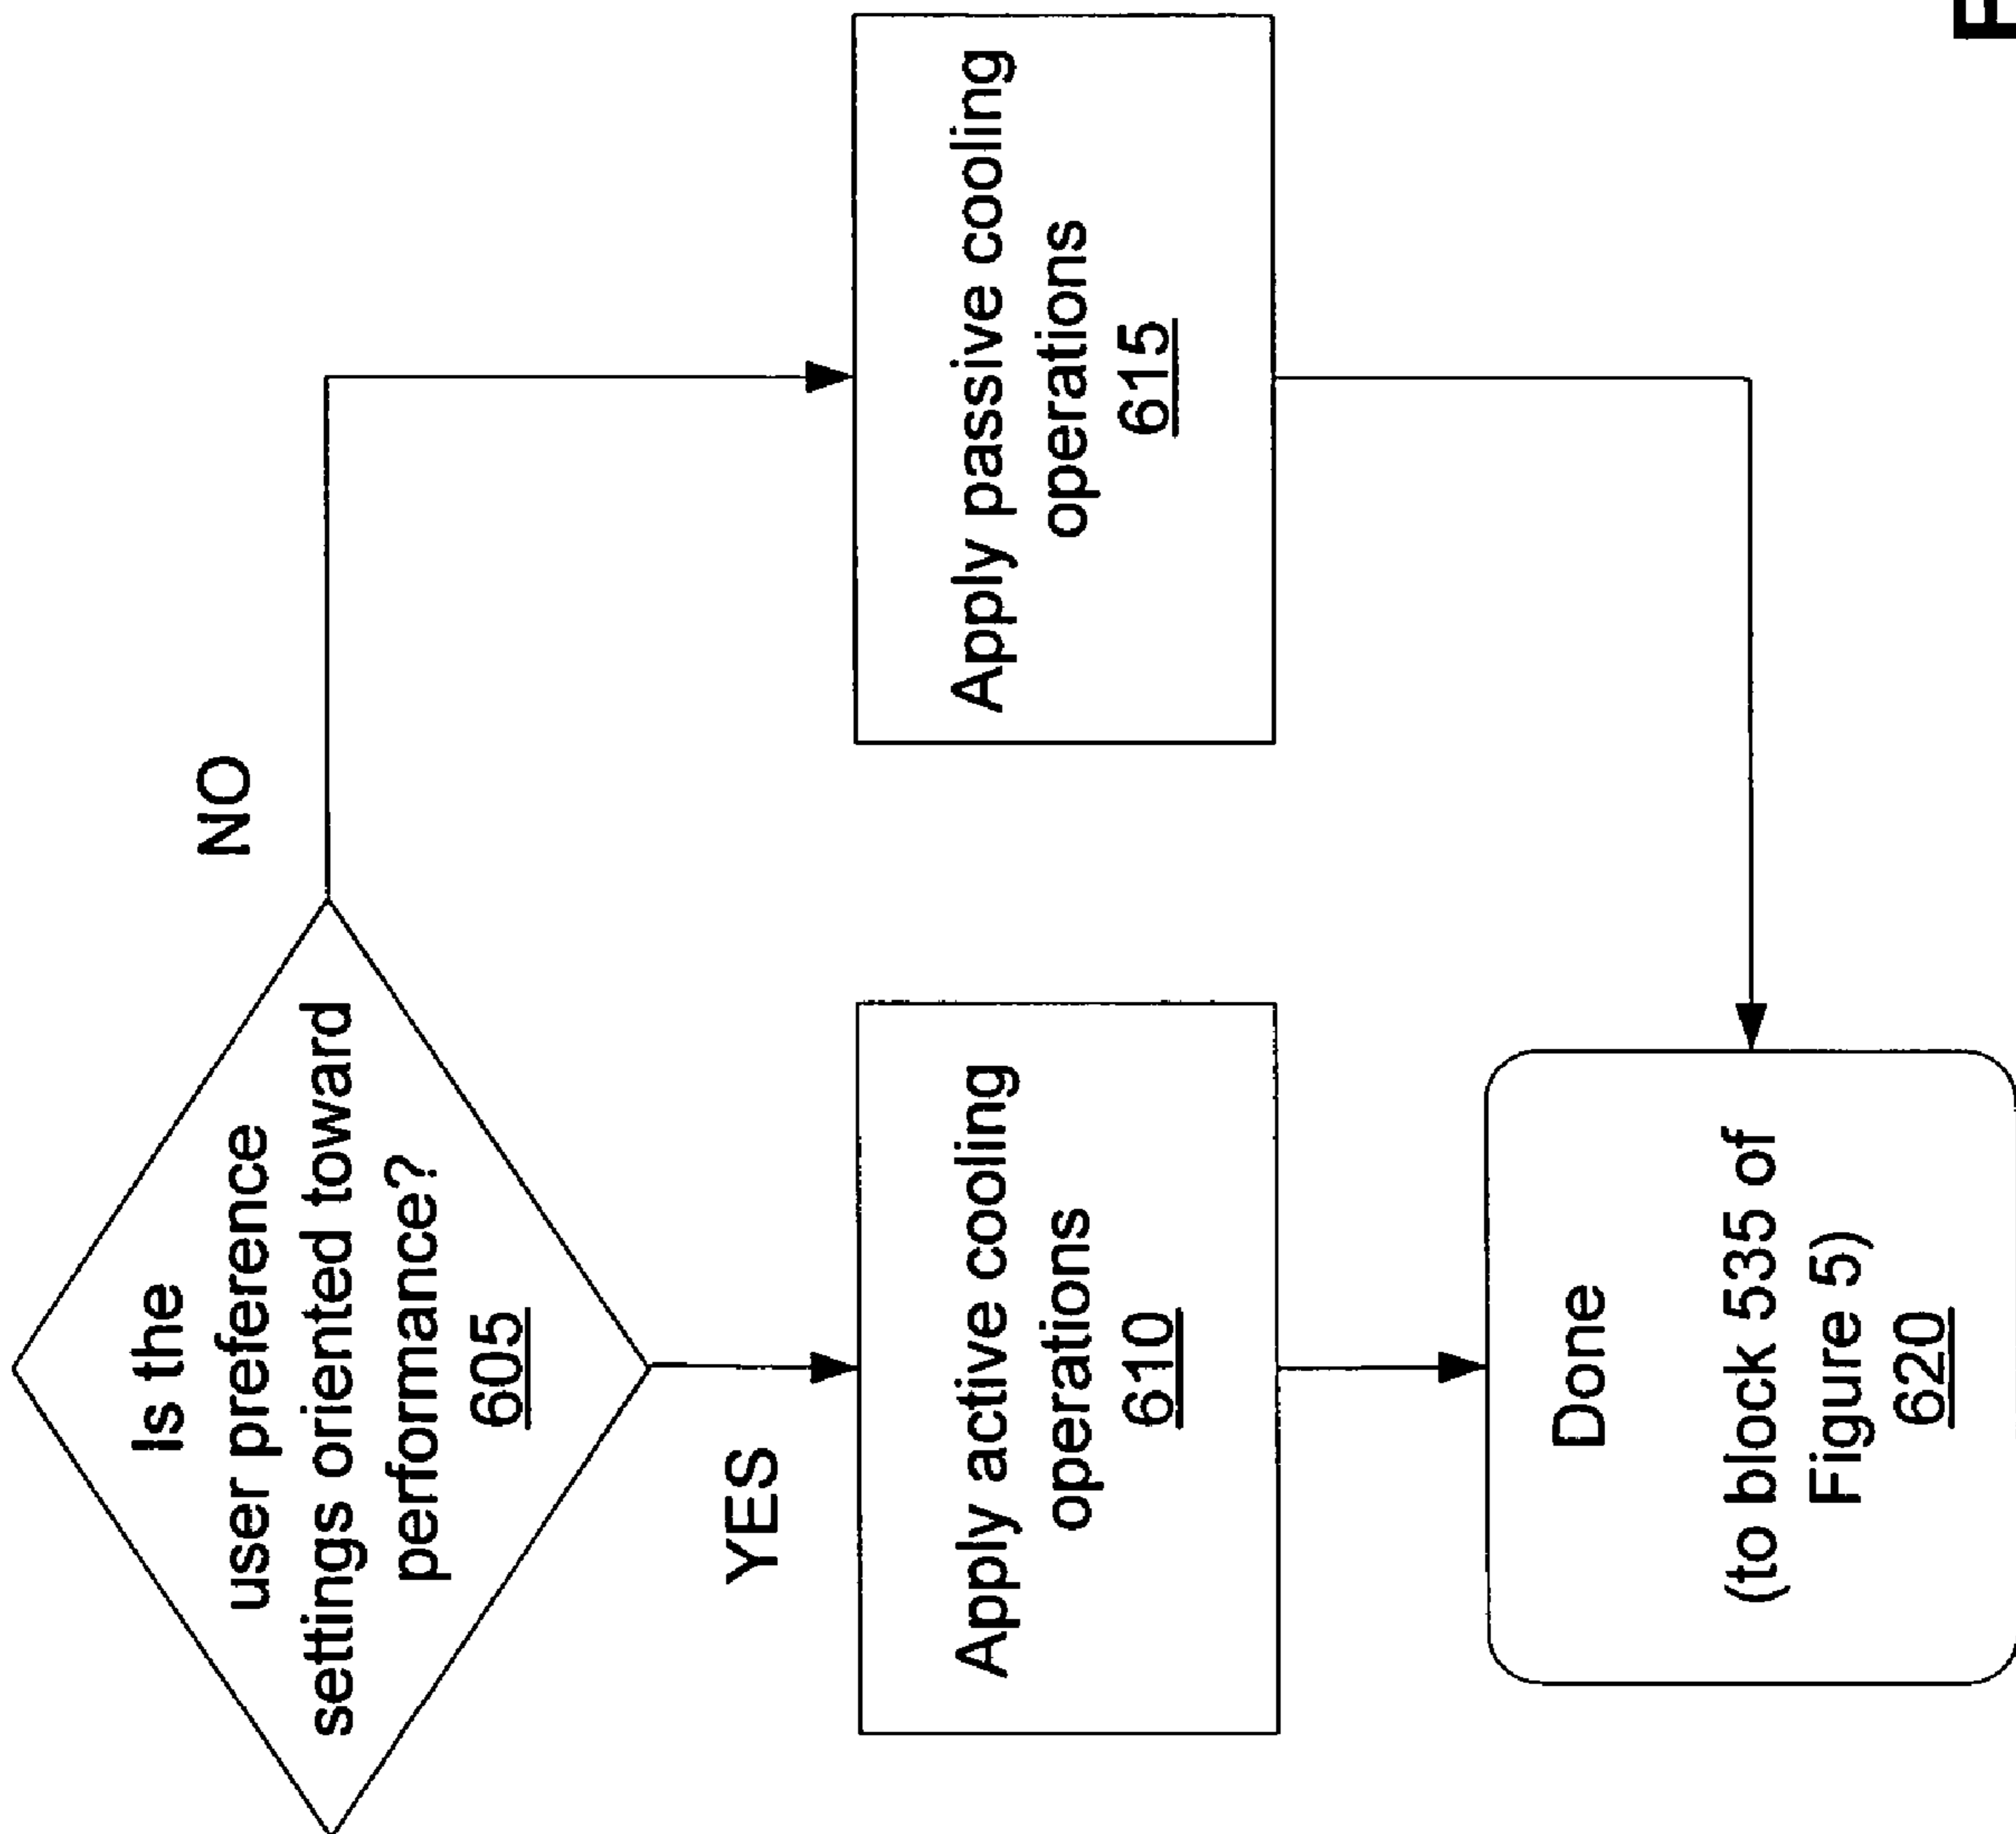 Is the
user preference
settings oriented toward
performance?
605
NO
YES
Apply active cooling
operations
610
Apply passive cooling
operations
615
Done
(to block 535 of
Figure 5)
620